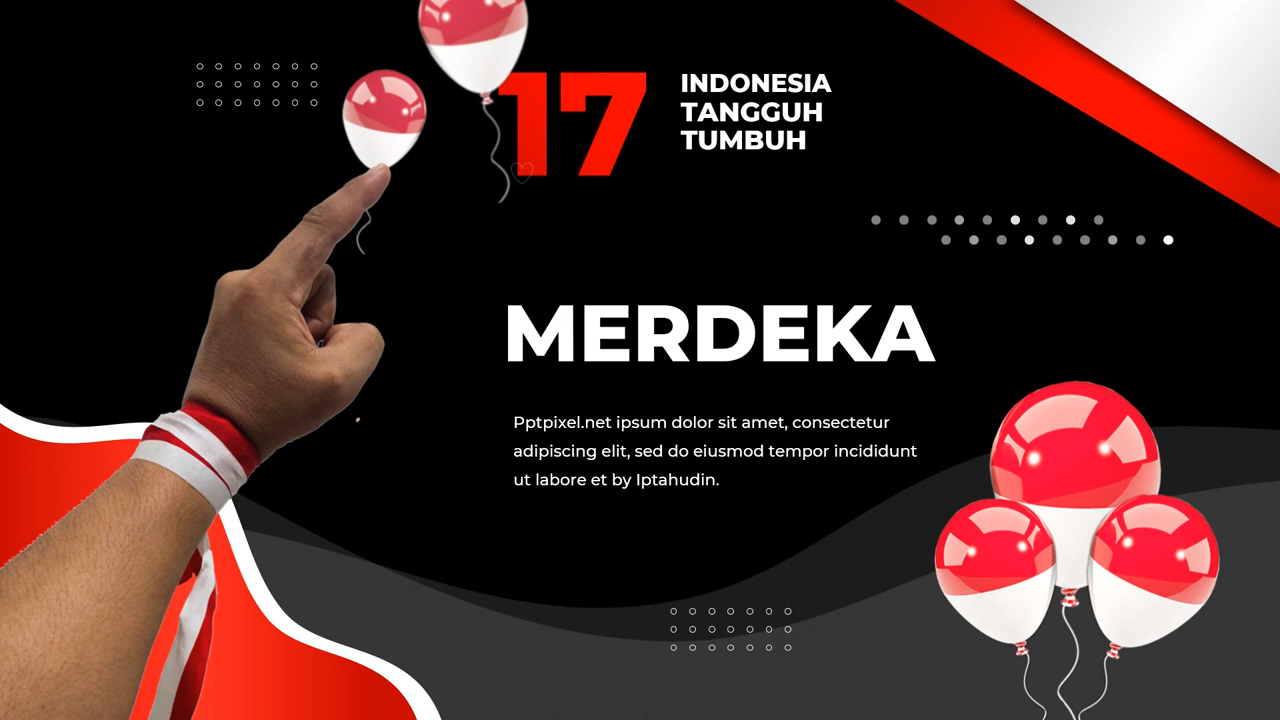 17
INDONESIA
TANGGUH
TUMBUH
MERDEKA
Pptpixel.net ipsum dolor sit amet, consectetur
adipiscing elit, sed do eiusmod tempor incididunt
ut labore et by Iptahudin.